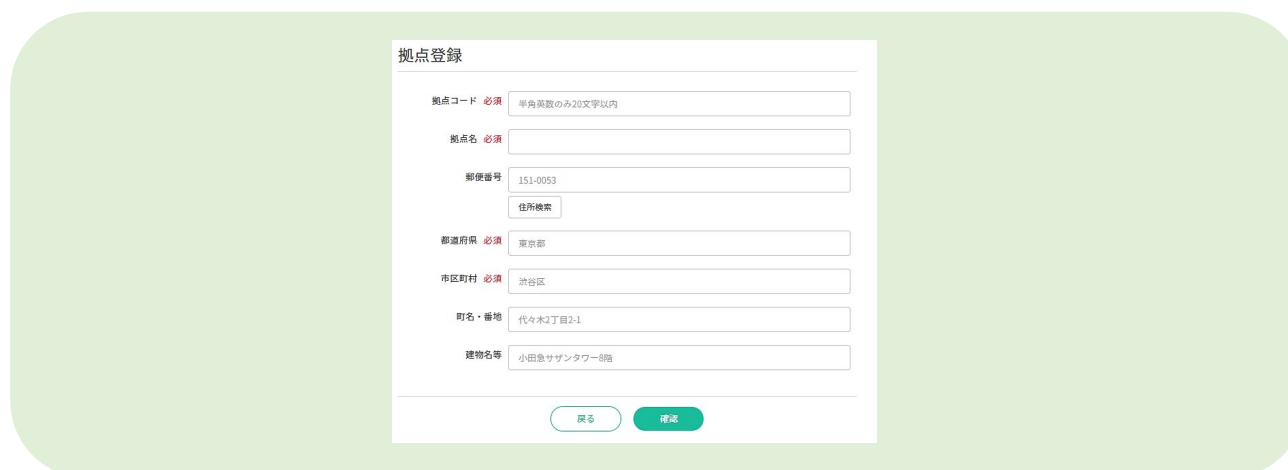 拠点登録
拠点コード 必須 半角英数のみ20文字以内
拠点名 必須
郵便番号 151-0053
住所検索
都道府県 必須 東京都
市区町村 必須 渋谷区
町名・番地 代々木2丁目2-1
建物名等 小田急サザンタワー8階
戻る 確認